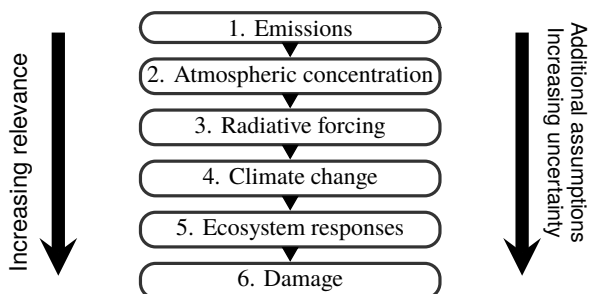 Increasing relevance
1. Emissions
2. Atmospheric concentration
3. Radiative forcing
4. Climate change
5. Ecosystem responses
6. Damage
Additional assumptions
Increasing uncertainty